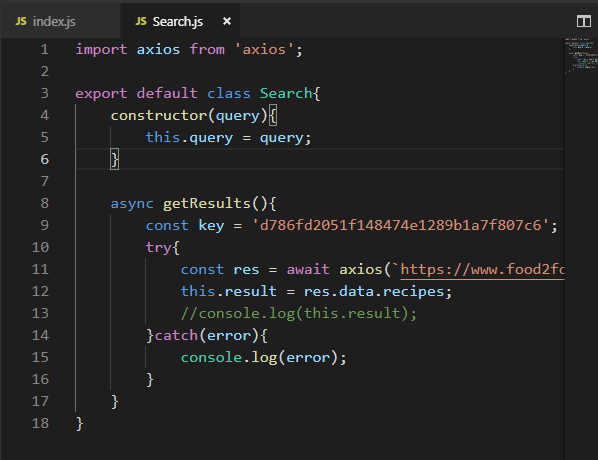 JS index.js JS Search.js ×
1 import axios from 'axios';
2
3 export default class Search{
4 constructor(query){
5 this.query = query;
6 }
7
8 async getResults(){
9 const key = 'd786fd2051f148474e1289b1a7f807c6';
10 try{
11 const res = await axios(`https://www.food2fo
12 this.result = res.data.recipes;
13 //console.log(this.result);
14 }catch(error){
15 console.log(error);
16 }
17 }
18 }